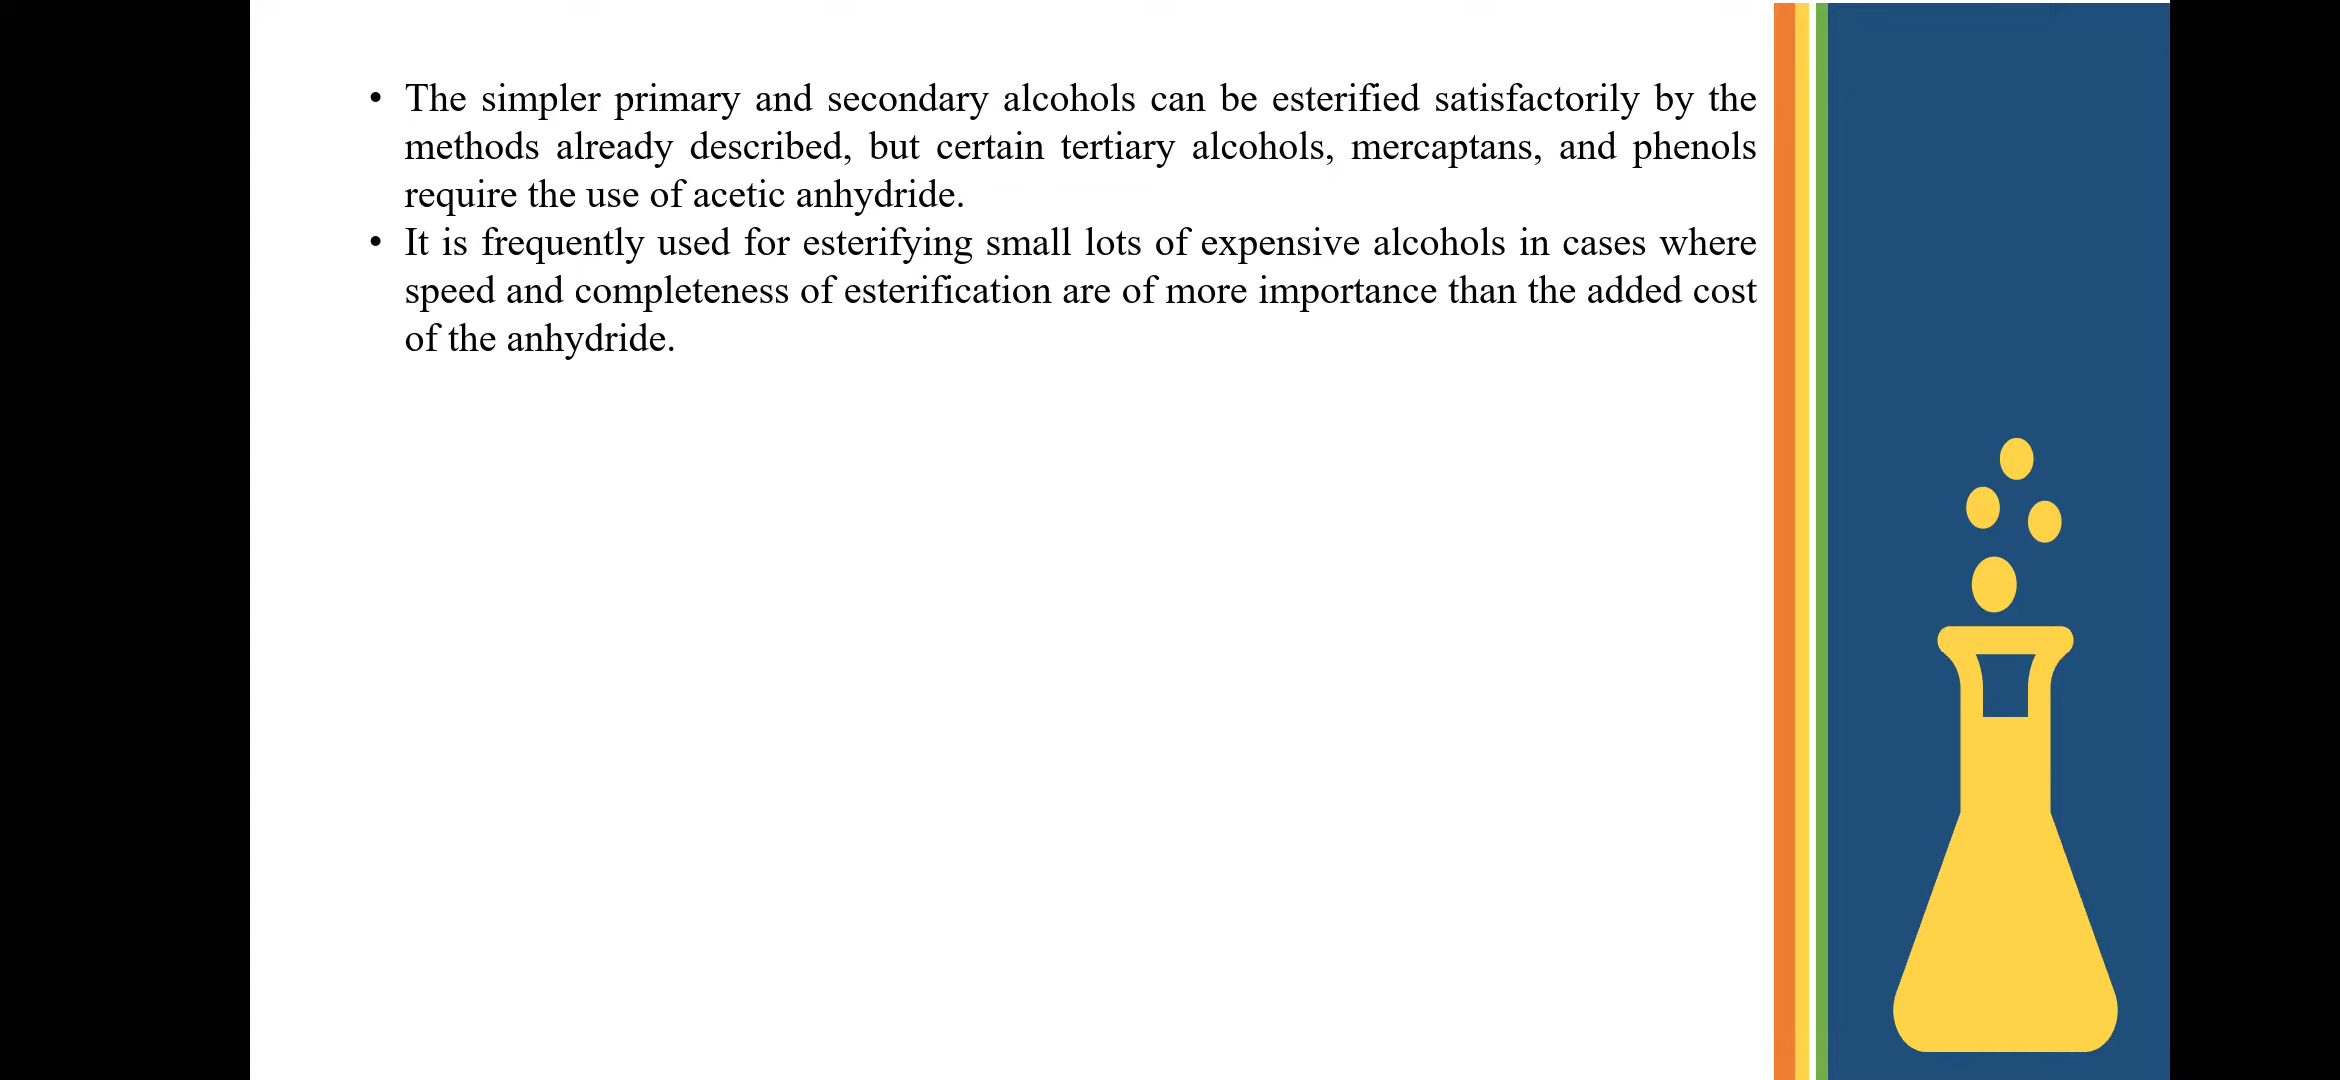 • The simpler primary and secondary alcohols can be esterified satisfactorily by the
methods already described, but certain tertiary alcohols, mercaptans, and phenols
require the use of acetic anhydride.
• It is frequently used for esterifying small lots of expensive alcohols in cases where
speed and completeness of esterification are of more importance than the added cost
of the anhydride.